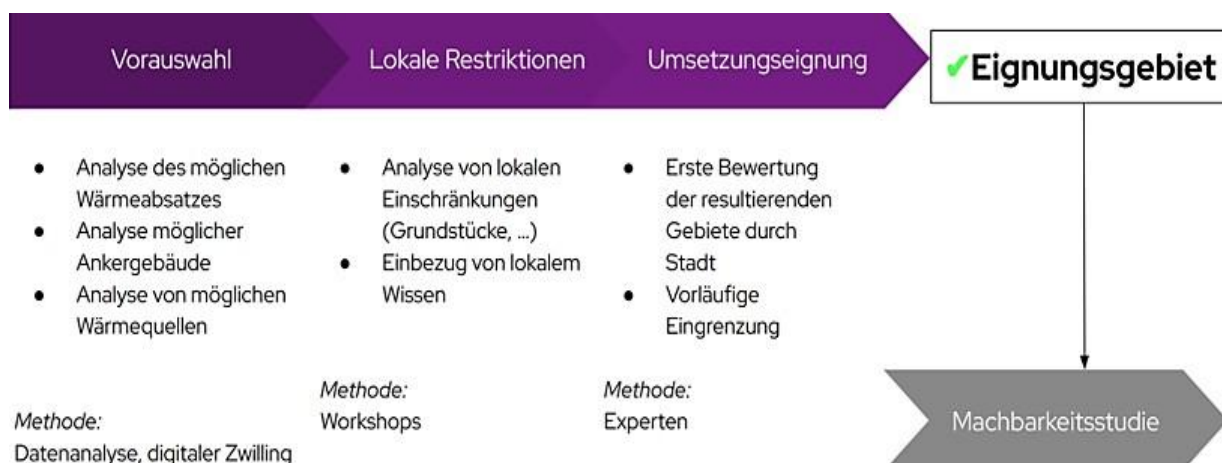 Vorauswahl
Lokale Restriktionen
Umsetzungseignung
✔Eignungsgebiet
● Analyse des möglichen
Wärmeabsatzes
● Analyse möglicher
Ankergebäude
● Analyse von möglichen
Wärmequellen
Methode:
Datenanalyse, digitaler Zwilling
● Analyse von lokalen
Einschränkungen
(Grundstücke, ...)
● Einbezug von lokalem
Wissen
Methode:
Workshops
● Erste Bewertung
der resultierenden
Gebiete durch
Stadt
● Vorläufige
Eingrenzung
Methode:
Experten
Machbarkeitsstudie